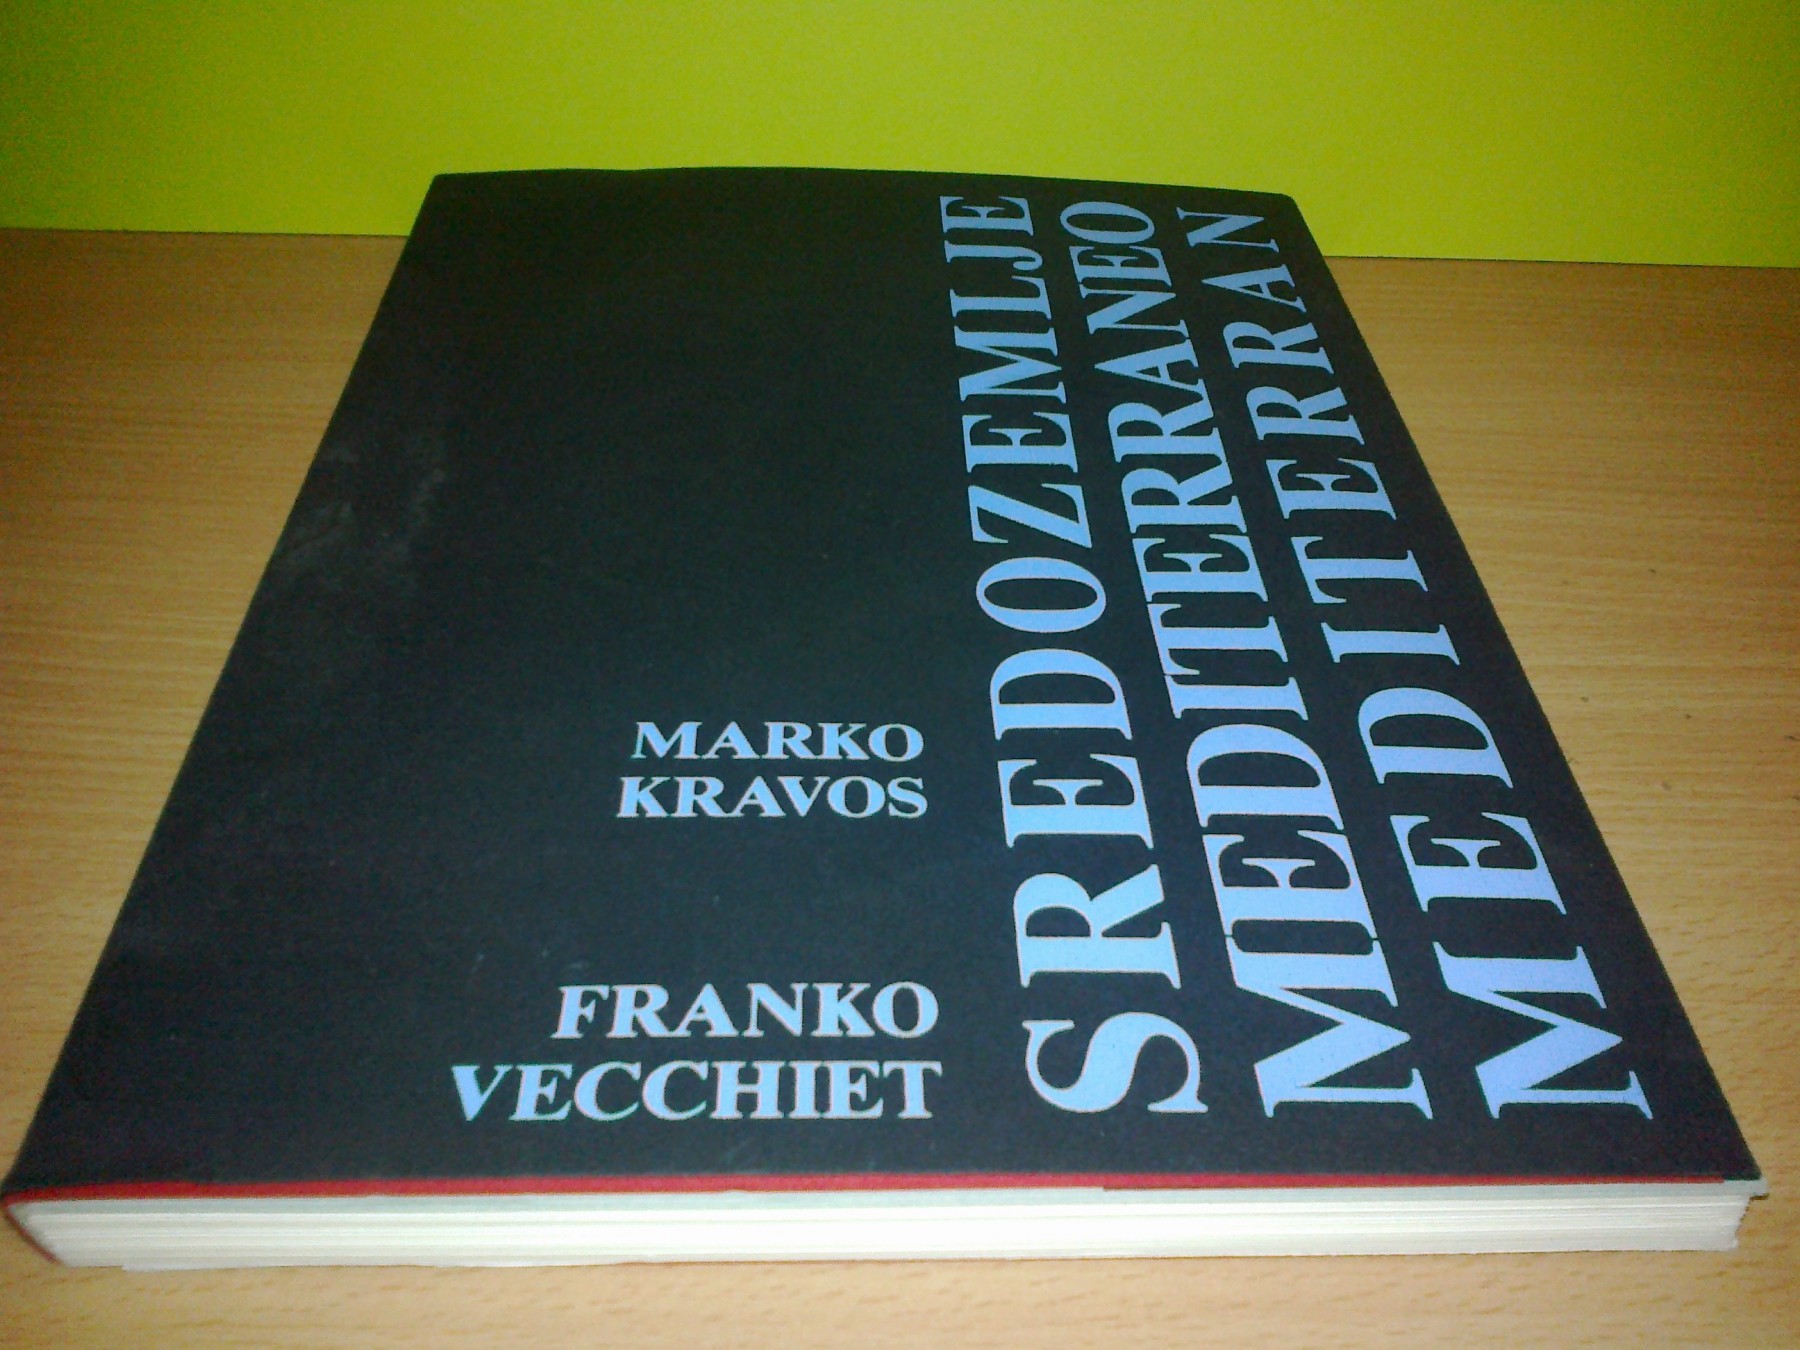 MARKO
KRAVOS
FRANKO
VECCHIET
SREDOZEMLJE
MEDITERRANEO
MEDITERRAN